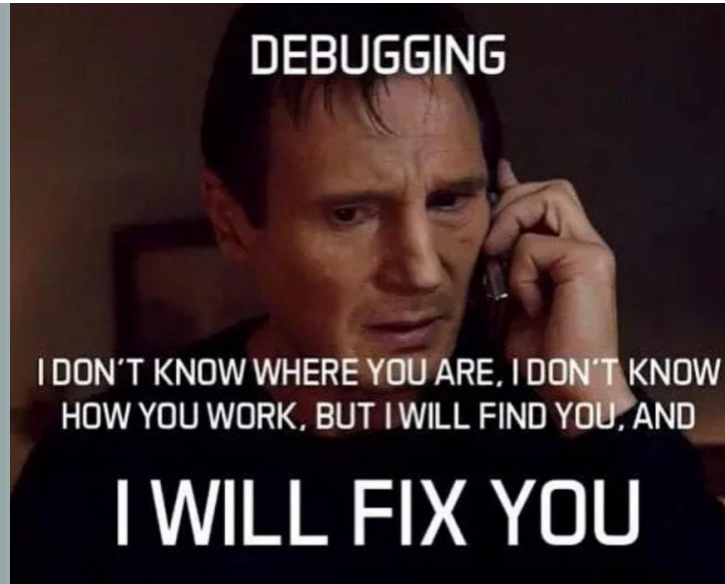 DEBUGGING
I DON'T KNOW WHERE YOU ARE, I DON'T KNOW
HOW YOU WORK, BUT I WILL FIND YOU, AND
I WILL FIX YOU